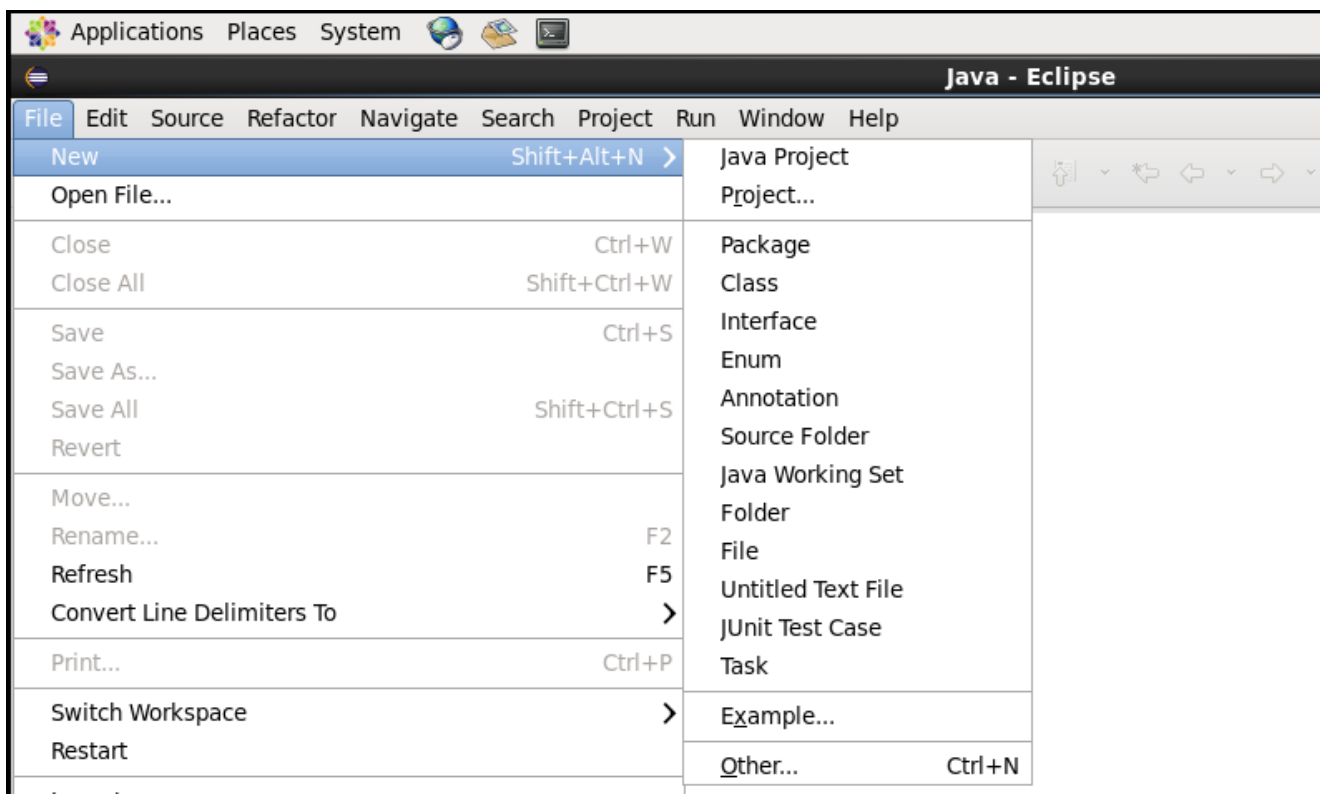 Applications Places System
Java - Eclipse
File Edit Source Refactor Navigate Search Project Run Window Help
New Shift+Alt+N
Open File...
Close Ctrl+W
Close All Shift+Ctrl+W
Save Ctrl+S
Save As...
Save All Shift+Ctrl+S
Revert
Move...
Rename... F2
Refresh F5
Convert Line Delimiters To
Print... Ctrl+P
Switch Workspace
Restart
Java Project
Project...
Package
Class
Interface
Enum
Annotation
Source Folder
Java Working Set
Folder
File
Untitled Text File
JUnit Test Case
Task
Example...
Other... Ctrl+N